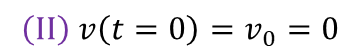 (II) 𝑣(𝑡 = 0) = 𝑣₀ = 0